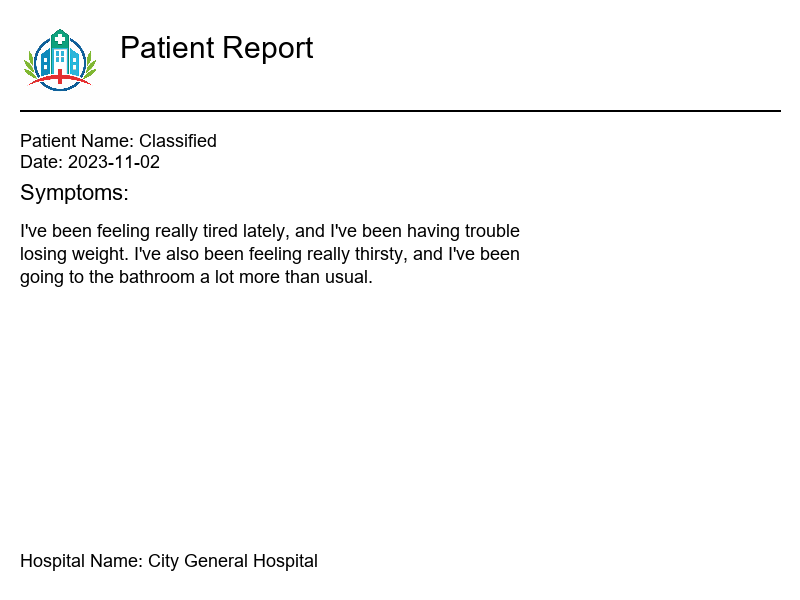 Patient Report
Patient Name: Classified
Date: 2023-11-02
Symptoms:
I've been feeling really tired lately, and I've been having trouble
losing weight. I've also been feeling really thirsty, and I've been
going to the bathroom a lot more than usual.
Hospital Name: City General Hospital